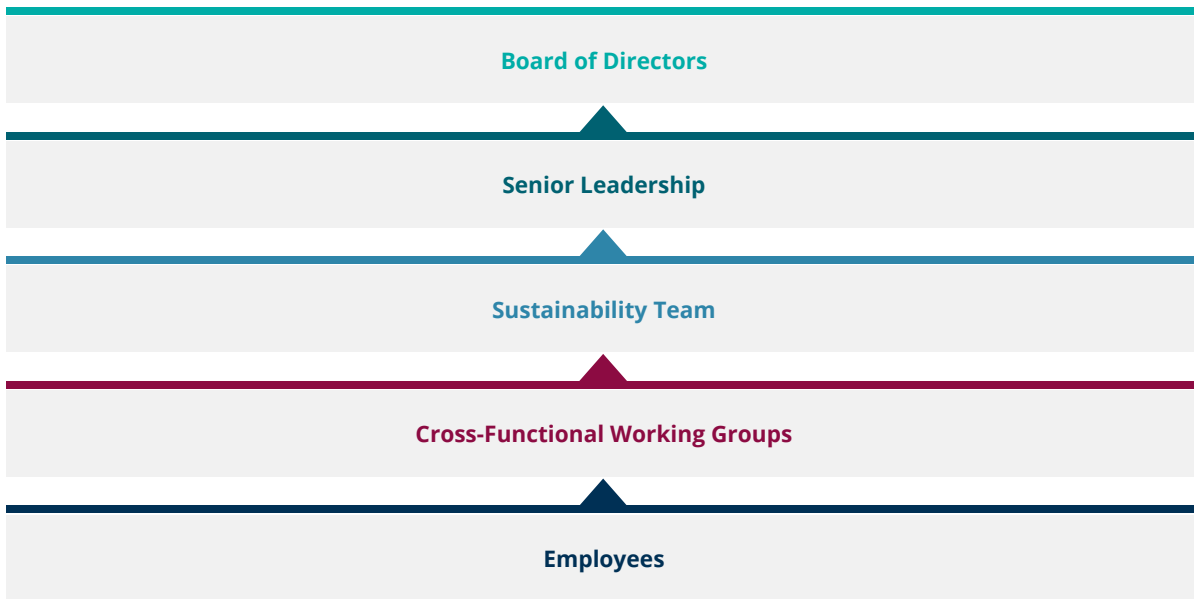 Board of Directors
Senior Leadership
Sustainability Team
Cross-Functional Working Groups
Employees